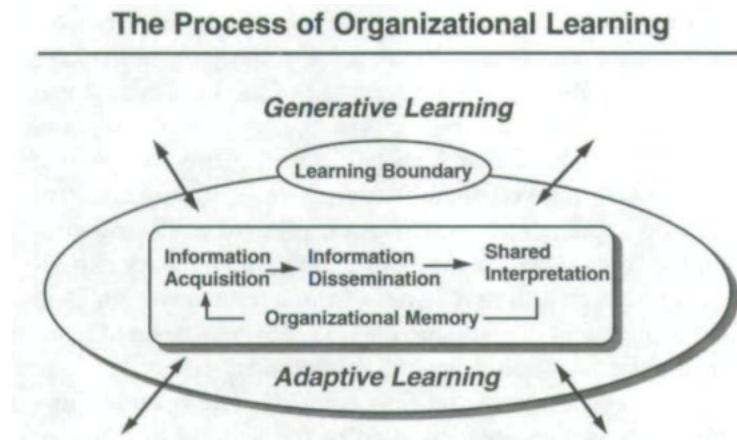 The Process of Organizational Learning
Generative Learning
Learning Boundary
Information
Acquisition
Information
Dissemination
Shared
Interpretation
Organizational Memory
Adaptive Learning